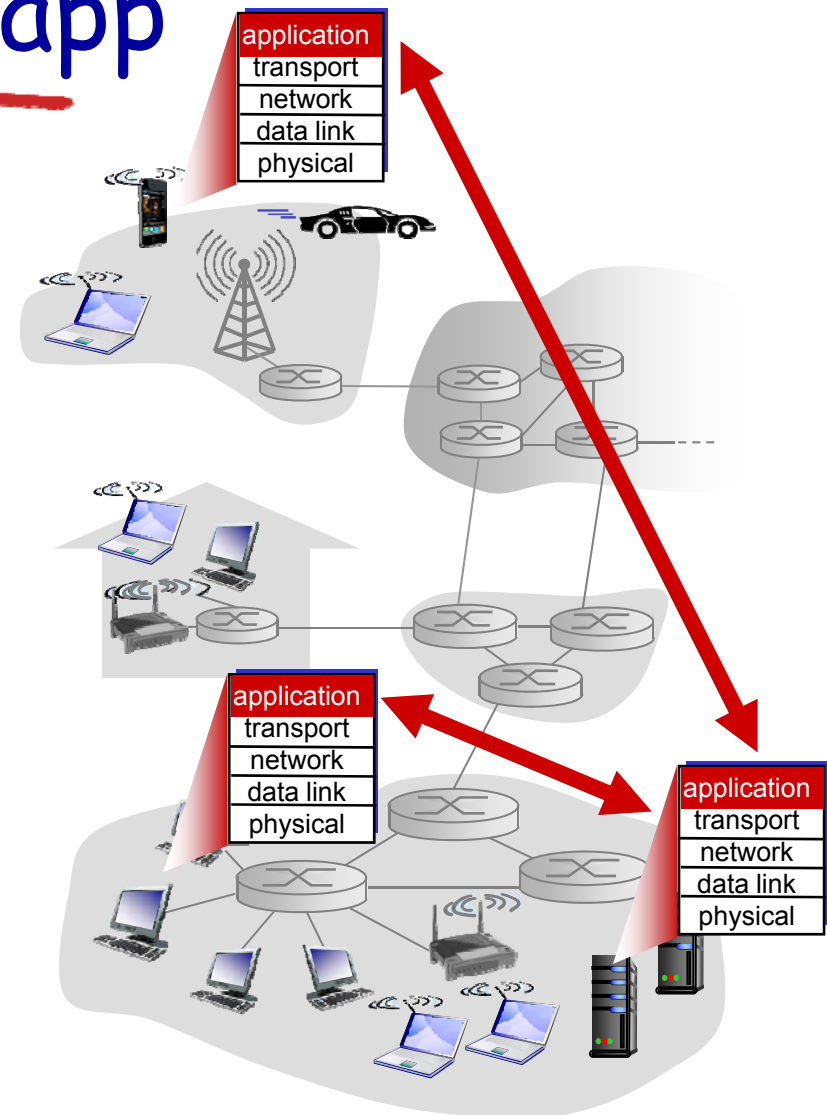 app
application
transport
network
data link
physical
application
transport
network
data link
physical
application
transport
network
data link
physical